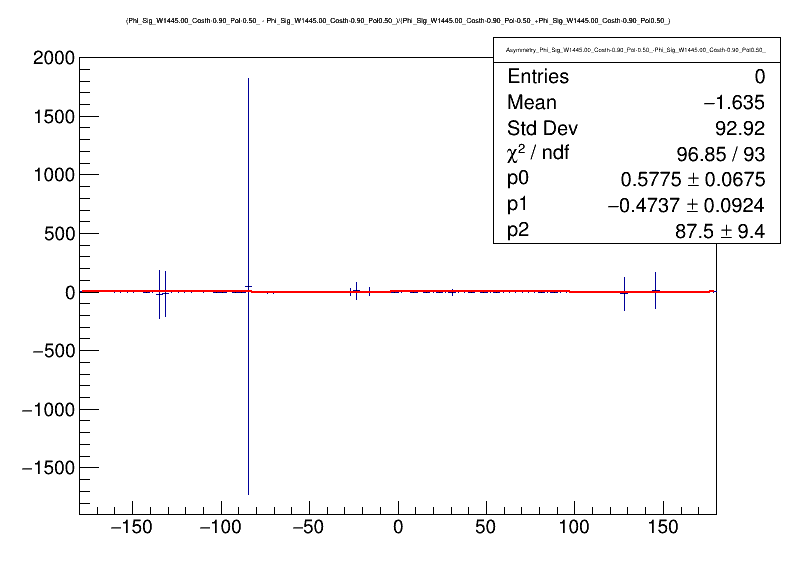 (Phi_Sig_W1445.00_Costh-0.90_Pol-0.50_ - Phi_Sig_W1445.00_Costh-0.90_Pol0.50_)/(Phi_Sig_W1445.00_Costh-0.90_Pol-0.50_+Phi_Sig_W1445.00_Costh-0.90_Pol0.50_)
Asymmetry_Phi_Sig_W1445.00_Costh-0.90_Pol-0.50_-Phi_Sig_W1445.00_Costh-0.90_Pol0.50_
Entries 0
Mean −1.635
Std Dev 92.92
χ² / ndf 96.85 / 93
p0 0.5775 ± 0.0675
p1 −0.4737 ± 0.0924
p2 87.5 ± 9.4
2000
1500
1000
500
0
−500
−1000
−1500
−150 −100 −50 0 50 100 150